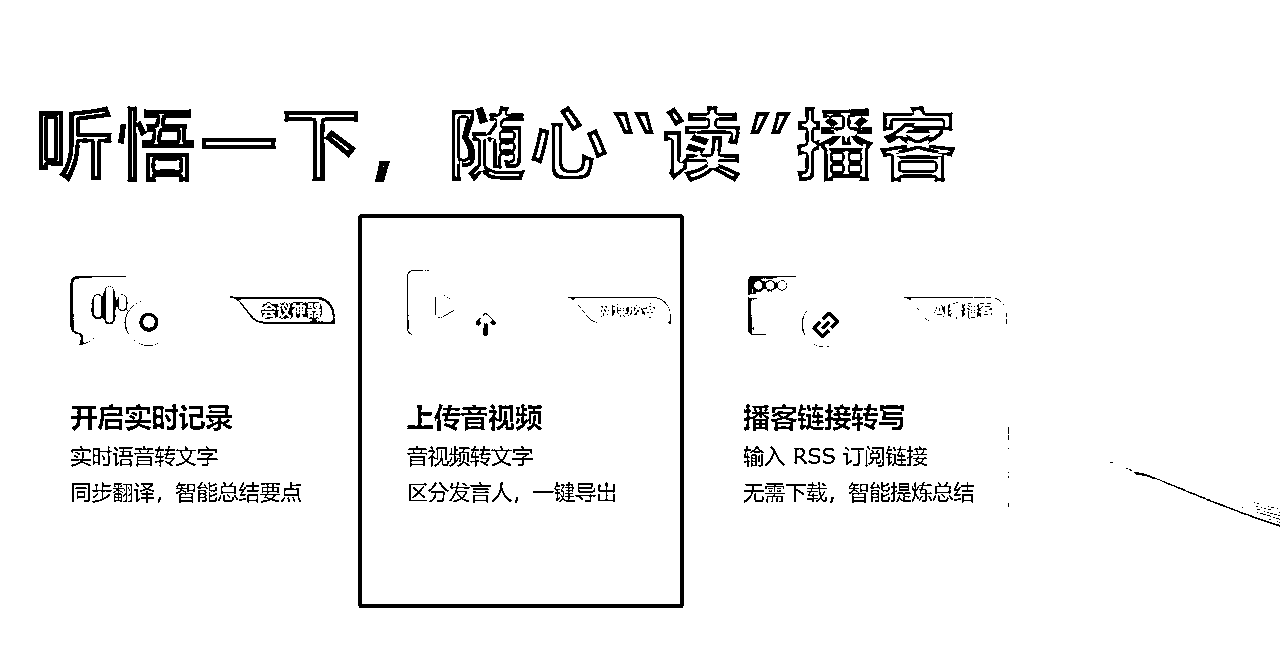 听悟一下，随心“读”播客
会议神器
开启实时记录
实时语音转文字
同步翻译，智能总结要点
上传音视频
音视频转文字
区分发言人，一键导出
播客链接转写
输入 RSS 订阅链接
无需下载，智能提炼总结